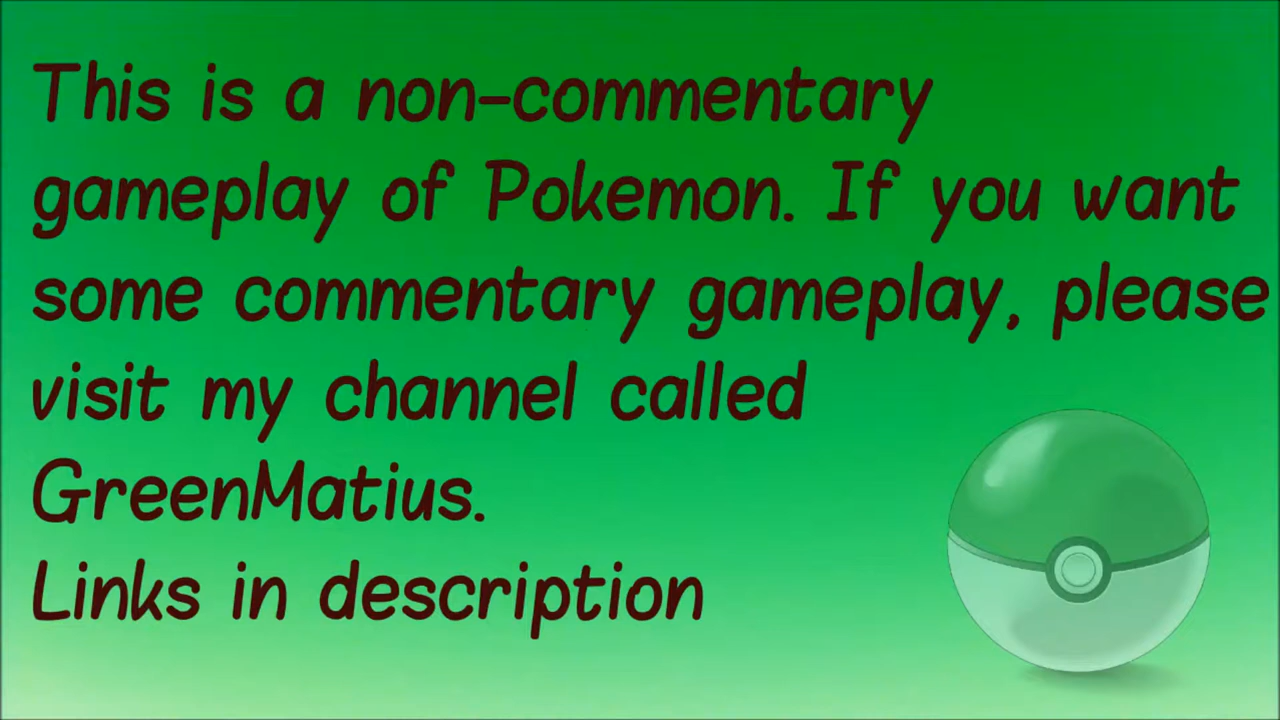 This is a non-commentary
gameplay of Pokemon. If you want
some commentary gameplay, please
visit my channel called
GreenMatius.
Links in description